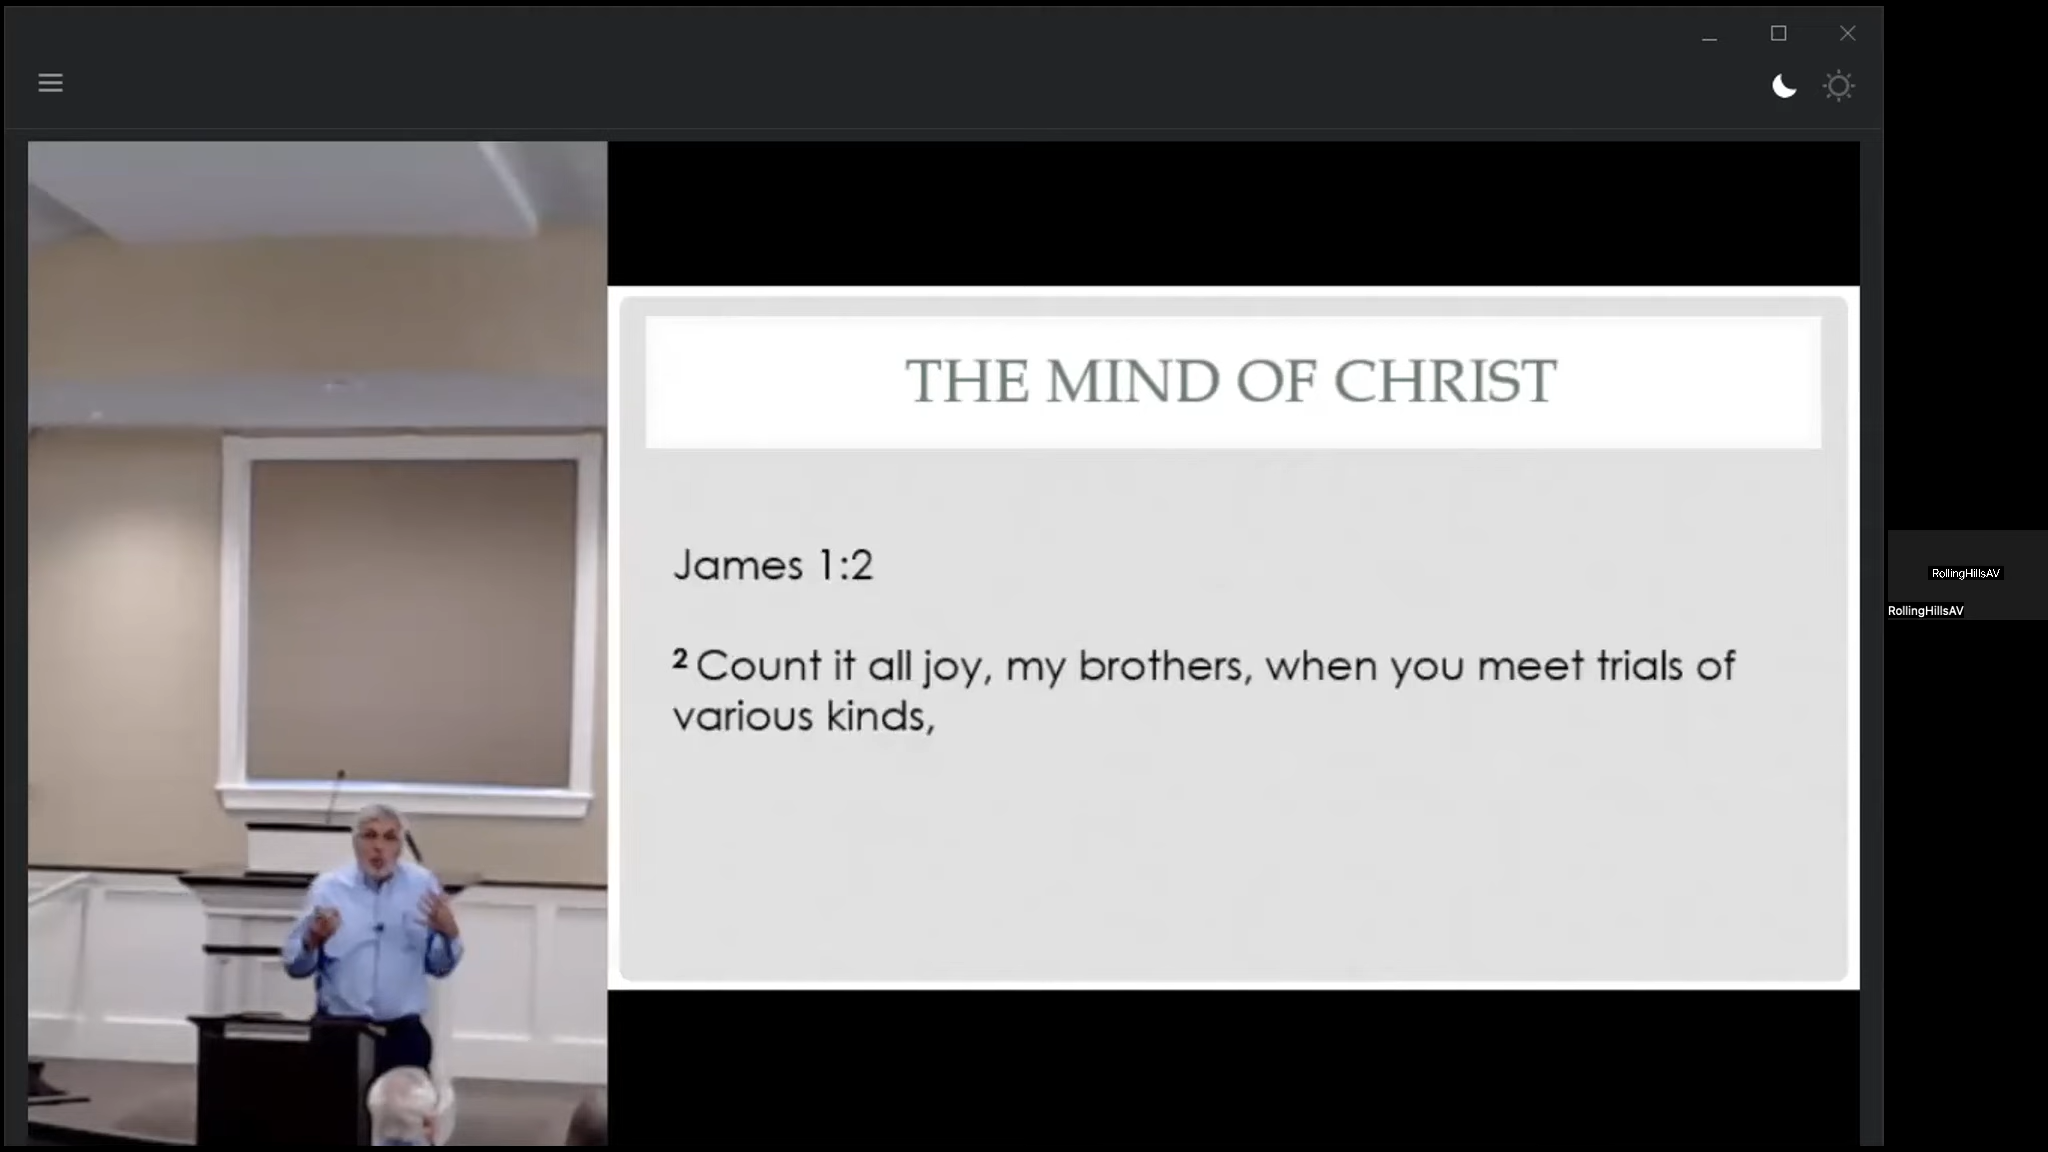 THE MIND OF CHRIST
James 1:2
2 Count it all joy, my brothers, when you meet trials of
various kinds,
RollingHillsAV
RollingHillsAV